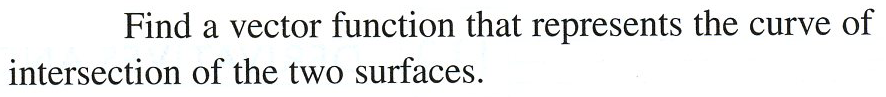 Find a vector function that represents the curve of
intersection of the two surfaces.